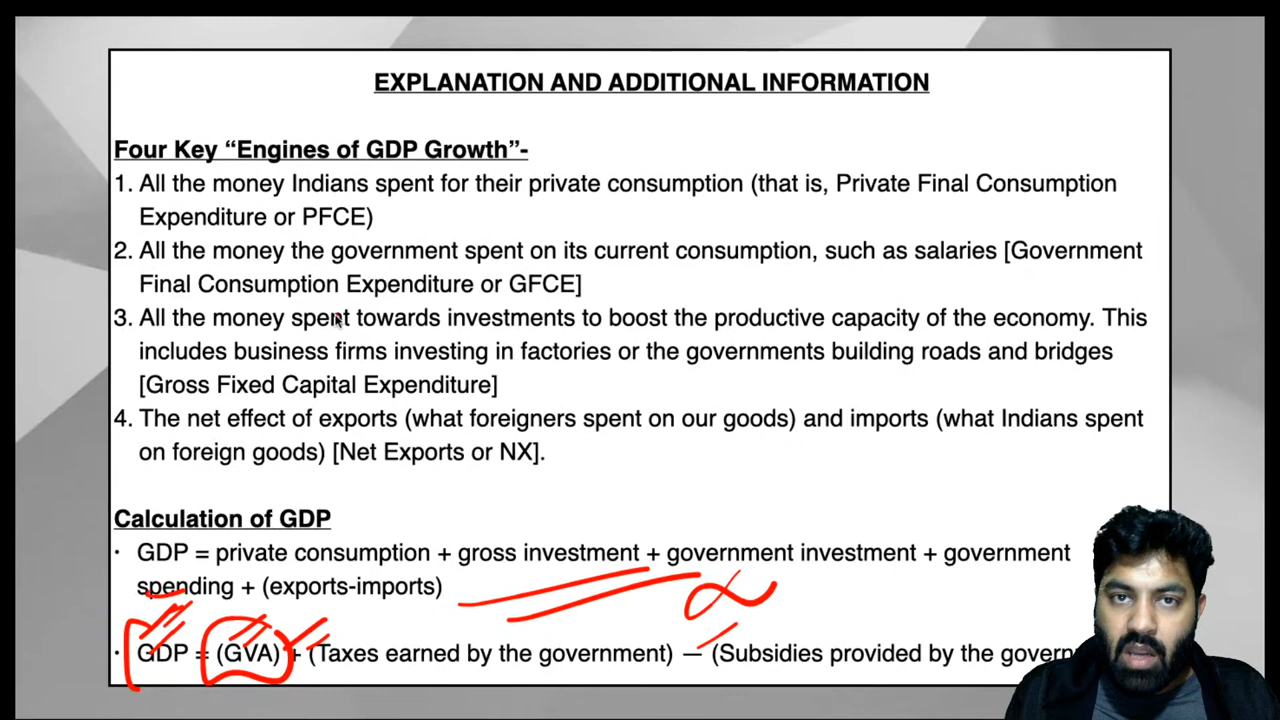 EXPLANATION AND ADDITIONAL INFORMATION
Four Key “Engines of GDP Growth”-
1. All the money Indians spent for their private consumption (that is, Private Final Consumption
Expenditure or PFCE)
2. All the money the government spent on its current consumption, such as salaries [Government
Final Consumption Expenditure or GFCE]
3. All the money spent towards investments to boost the productive capacity of the economy. This
includes business firms investing in factories or the governments building roads and bridges
[Gross Fixed Capital Expenditure]
4. The net effect of exports (what foreigners spent on our goods) and imports (what Indians spent
on foreign goods) [Net Exports or NX].
Calculation of GDP
· GDP = private consumption + gross investment + government investment + government
spending + (exports-imports)
· GDP = (GVA) + (Taxes earned by the government) — (Subsidies provided by the